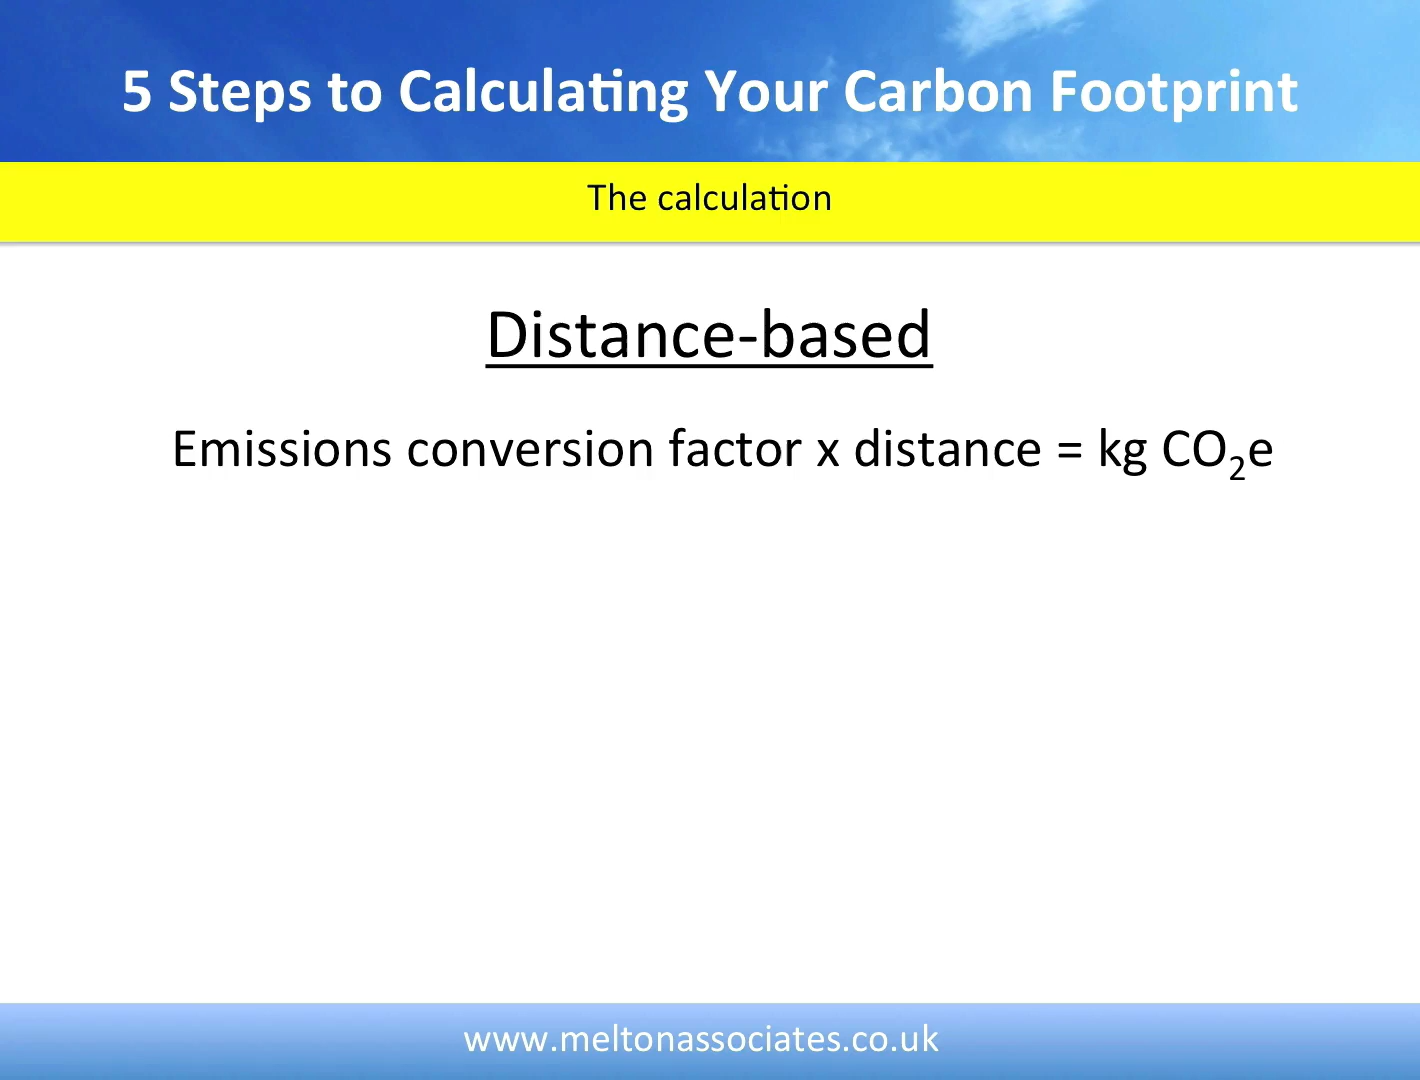 5 Steps to Calculating Your Carbon Footprint
The calculation
Distance-based
Emissions conversion factor x distance = kg CO₂e
www.meltonassociates.co.uk